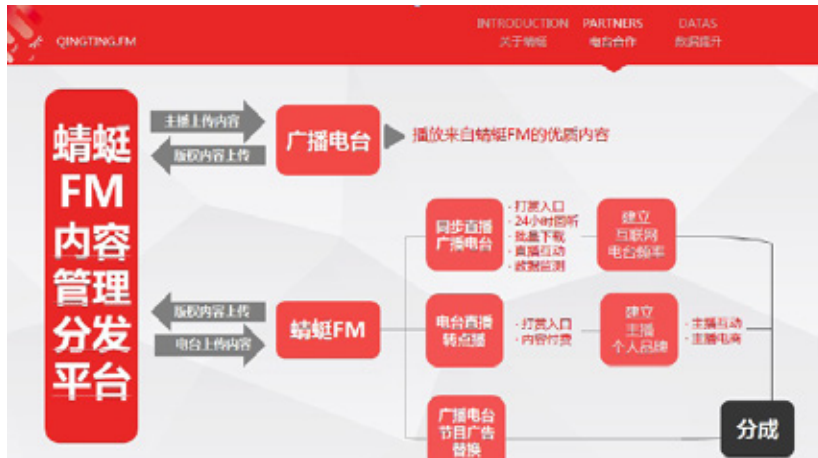 QINGTING.FM
INTRODUCTION
关于蜻蜓
PARTNERS
电台合作
DATAS
数据提升
蜻蜓
FM
内容
管理
分发
平台
主播上传内容
版权内容上传
广播电台
播放来自蜻蜓FM的优质内容
版权内容上传
电台上传内容
蜻蜓FM
同步直播
广播电台
· 打赏入口
· 24小时回听
· 批量下载
· 直播互动
· 数据监测
建立
互联网
电台频率
电台直播
转点播
· 打赏入口
· 内容付费
建立
主播
个人品牌
· 主播互动
· 主播电商
广播电台
节目广告
替换
分成